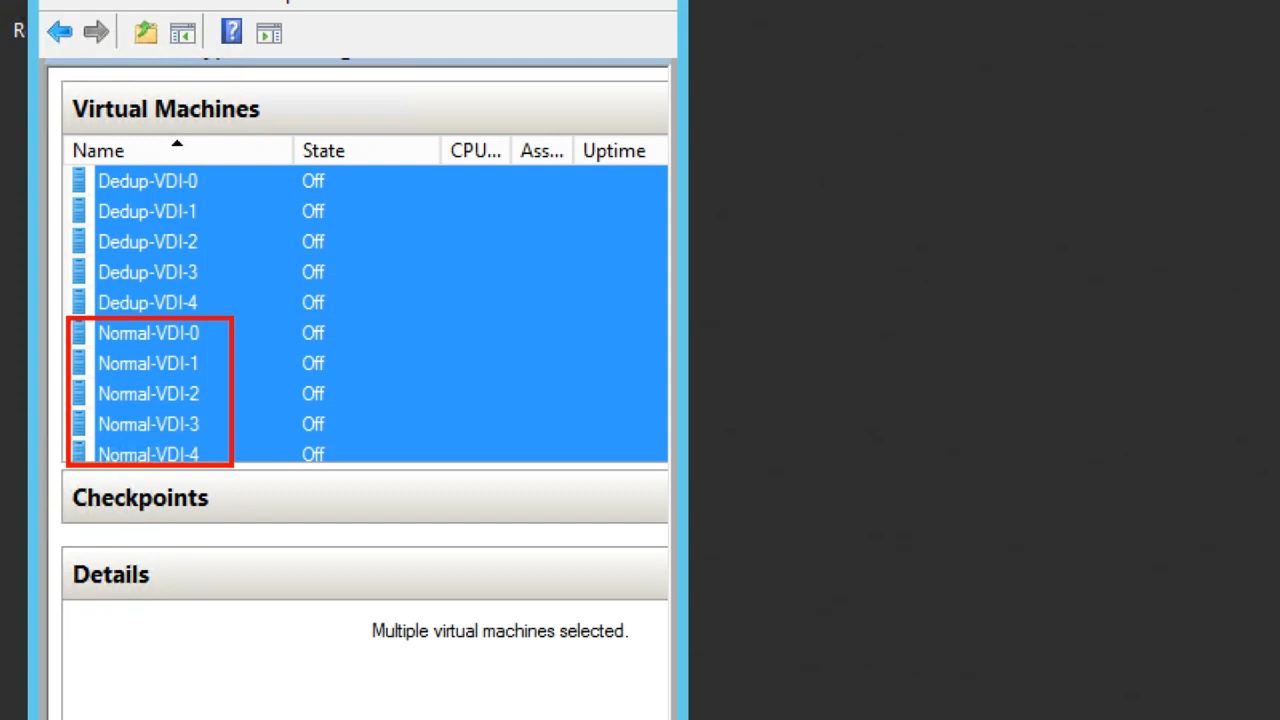 R
Virtual Machines
Name State CPU... Ass... Uptime
Dedup-VDI-0 Off
Dedup-VDI-1 Off
Dedup-VDI-2 Off
Dedup-VDI-3 Off
Dedup-VDI-4 Off
Normal-VDI-0 Off
Normal-VDI-1 Off
Normal-VDI-2 Off
Normal-VDI-3 Off
Normal-VDI-4 Off
Checkpoints
Details
Multiple virtual machines selected.